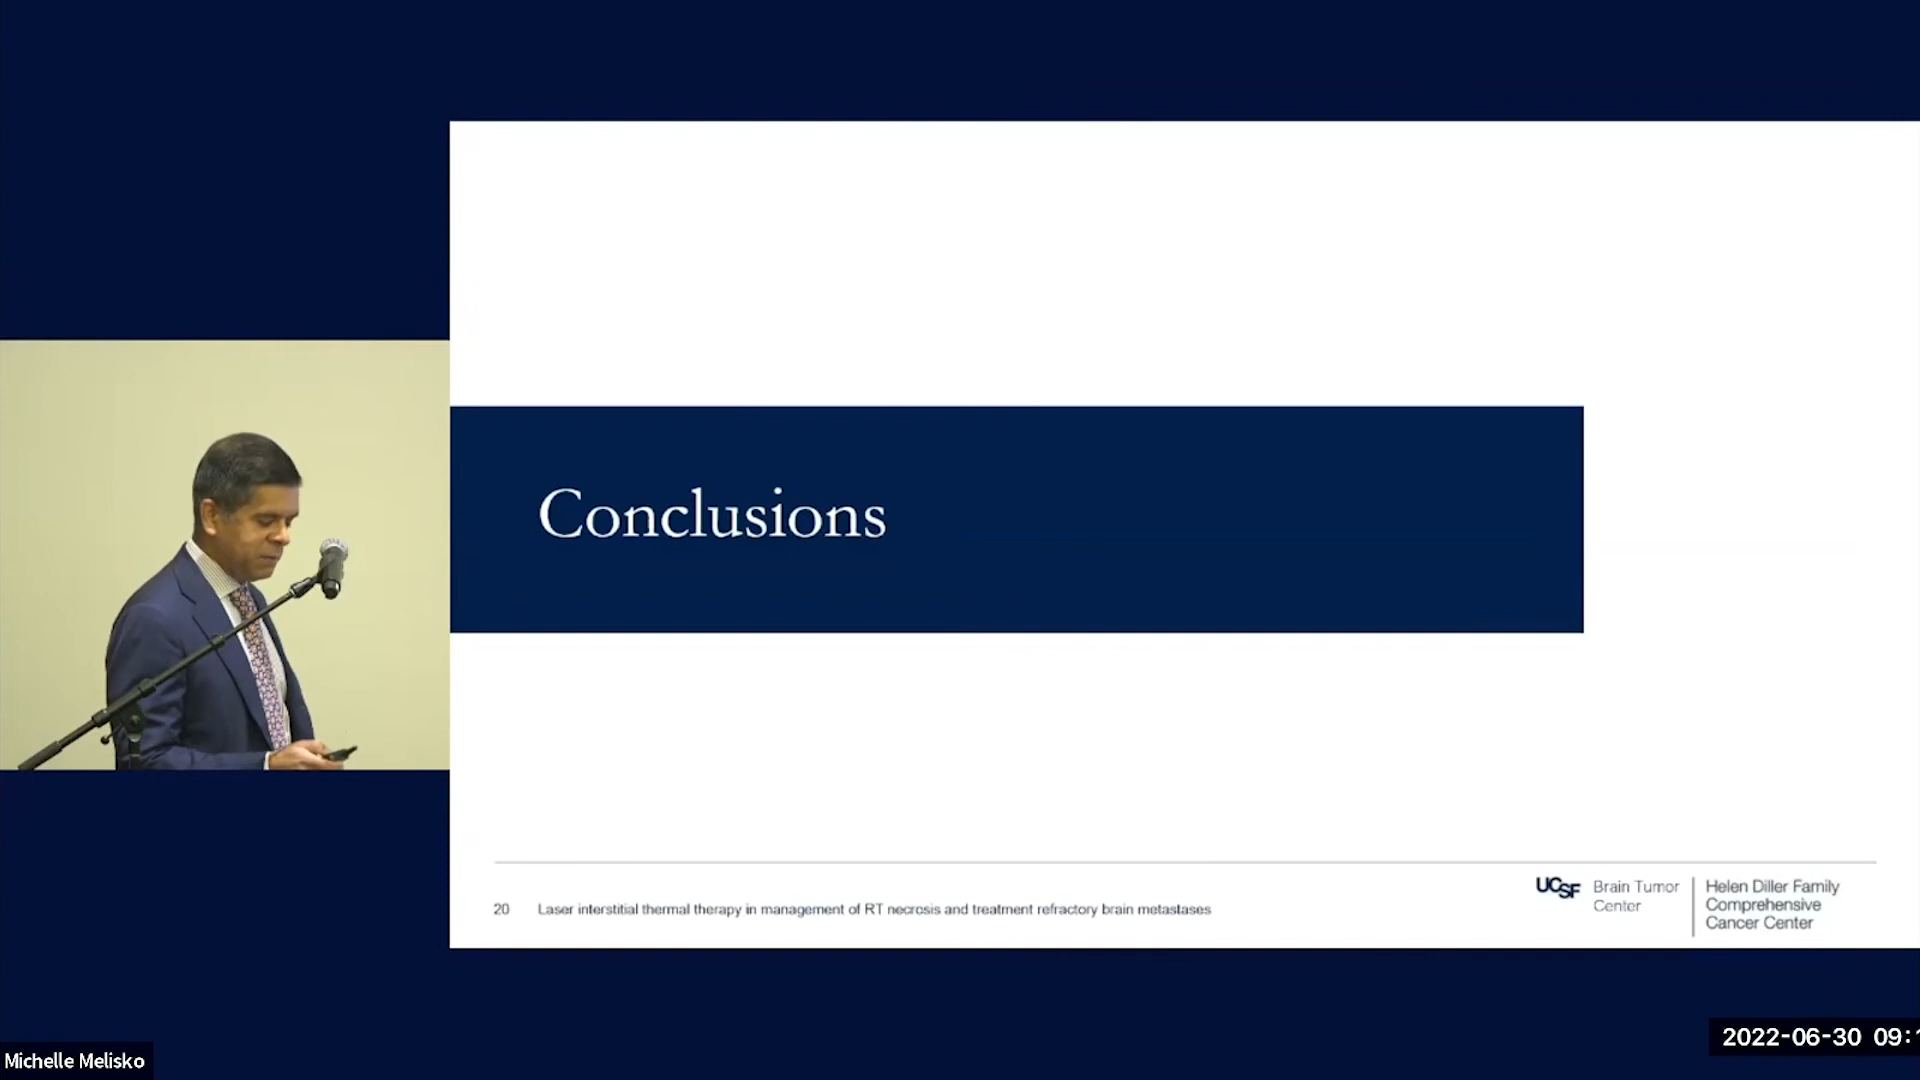 Conclusions
20 Laser interstitial thermal therapy in management of RT necrosis and treatment refractory brain metastases
UCSF Brain Tumor Center
Helen Diller Family
Comprehensive
Cancer Center
Michelle Melisko
2022-06-30 09:1